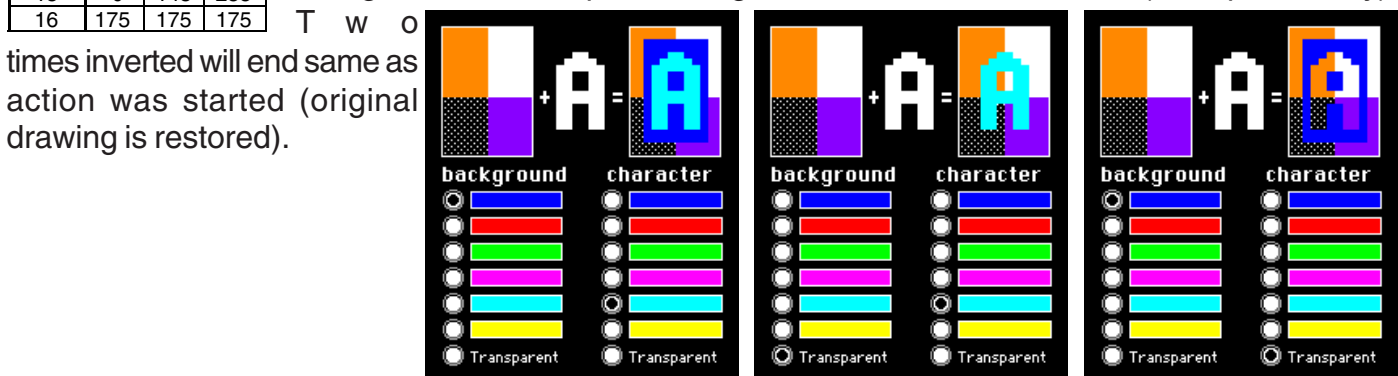 16 175 175 175
T w o
times inverted will end same as
action was started (original
drawing is restored).
+ A =
background character
Transparent Transparent
+ A =
background character
Transparent Transparent
+ A =
background character
Transparent Transparent